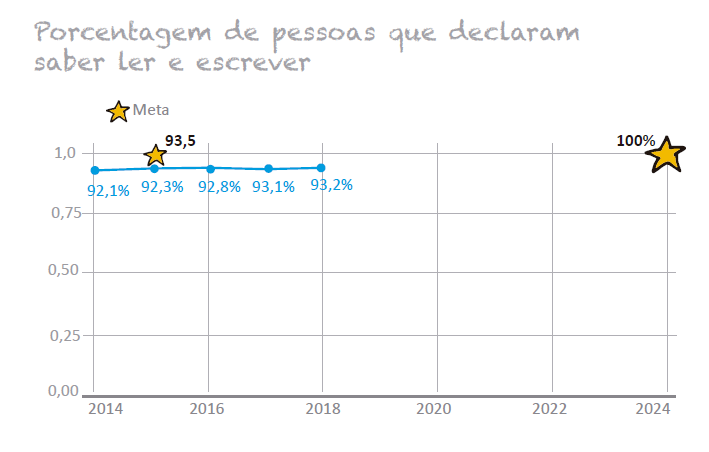 Porcentagem de pessoas que declaram
saber ler e escrever
Meta
93,5
100%
1,0
92,1% 92,3% 92,8% 93,1% 93,2%
0,75
0,50
0,25
0,00
2014 2016 2018 2020 2022 2024